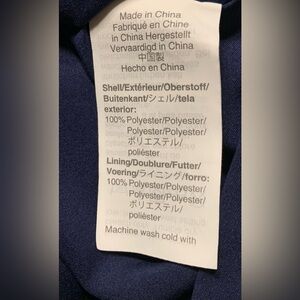 Made in China
Fabriqué en Chine
in China Hergestellt
Vervaardigd in China
中国製
Hecho en China
Shell/Extérieur/Oberstoff/
Buitenkant/シェル/tela
exterior:
100% Polyester/Polyester/
Polyester/Polyester/
ポリエステル/
poliéster
Lining/Doublure/Futter/
Voering/ライニング/forro:
100% Polyester/Polyester/
Polyester/Polyester/
ポリエステル/
poliéster
Machine wash cold with